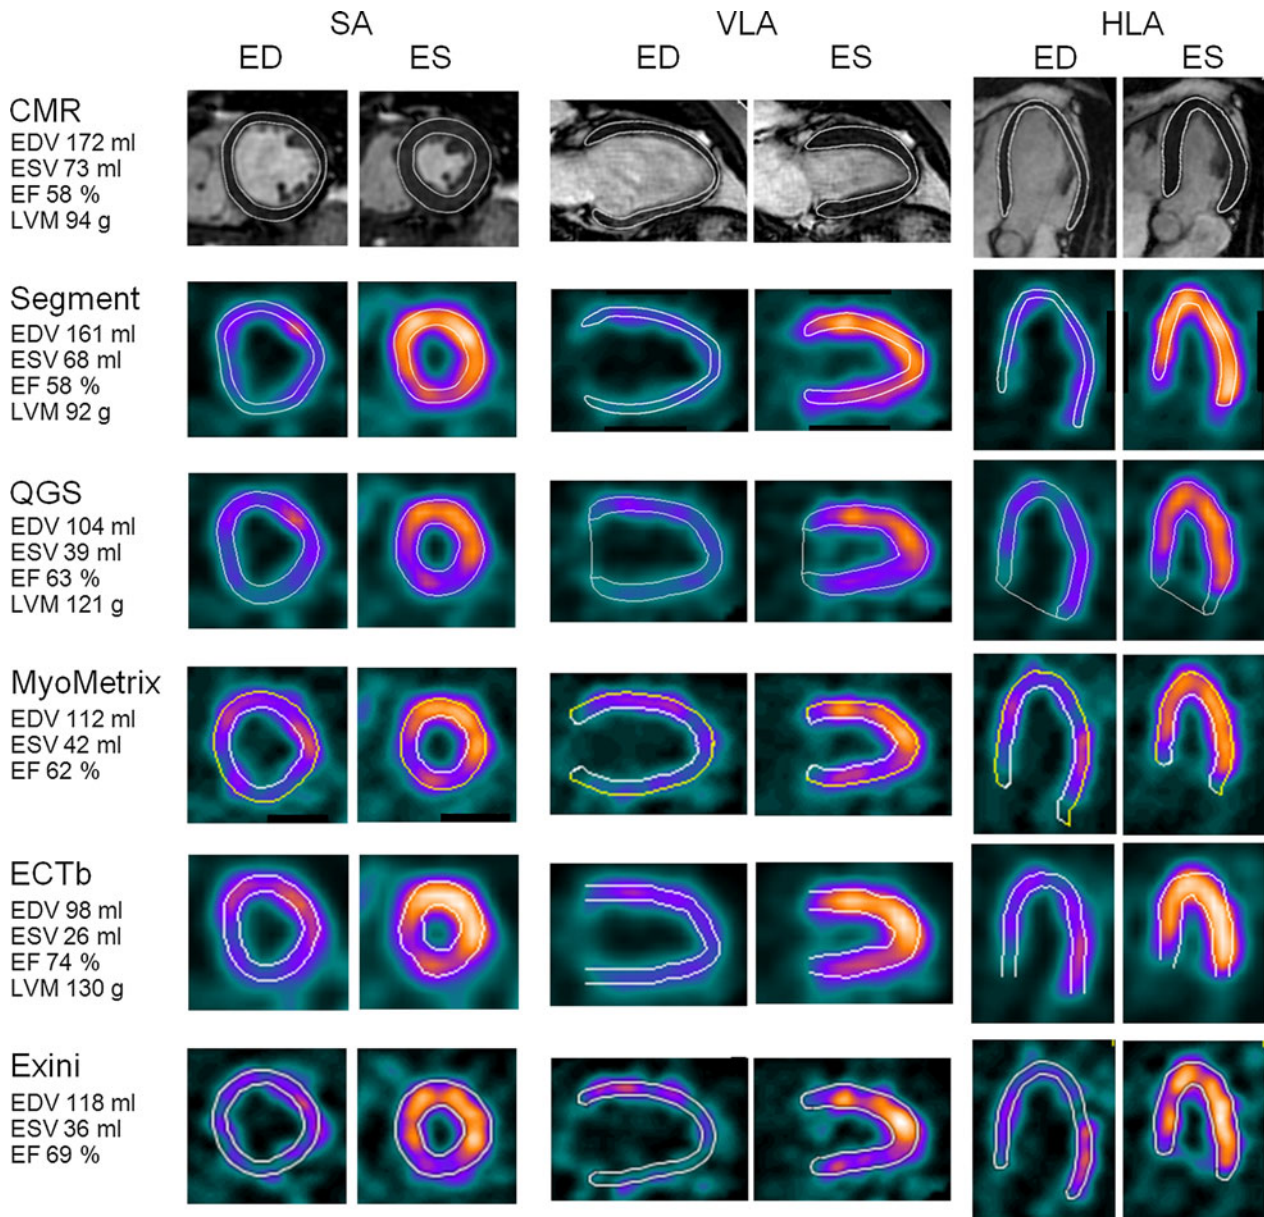 SA VLA HLA
ED ES ED ES ED ES
CMR
EDV 172 ml
ESV 73 ml
EF 58 %
LVM 94 g
Segment
EDV 161 ml
ESV 68 ml
EF 58 %
LVM 92 g
QGS
EDV 104 ml
ESV 39 ml
EF 63 %
LVM 121 g
MyoMetrix
EDV 112 ml
ESV 42 ml
EF 62 %
ECTb
EDV 98 ml
ESV 26 ml
EF 74 %
LVM 130 g
Exini
EDV 118 ml
ESV 36 ml
EF 69 %